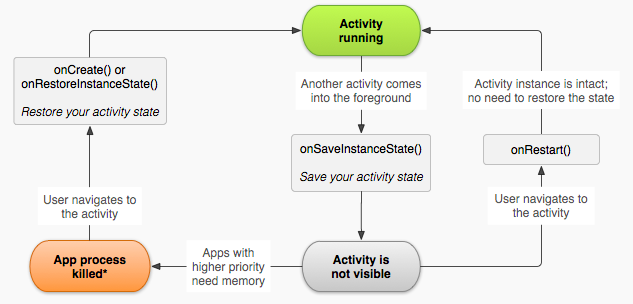 Activity
running
onCreate() or
onRestoreInstanceState()
Restore your activity state
Another activity comes
into the foreground
Activity instance is intact;
no need to restore the state
onSaveInstanceState()
Save your activity state
onRestart()
User navigates to
the activity
User navigates to
the activity
App process
killed*
Apps with
higher priority
need memory
Activity is
not visible